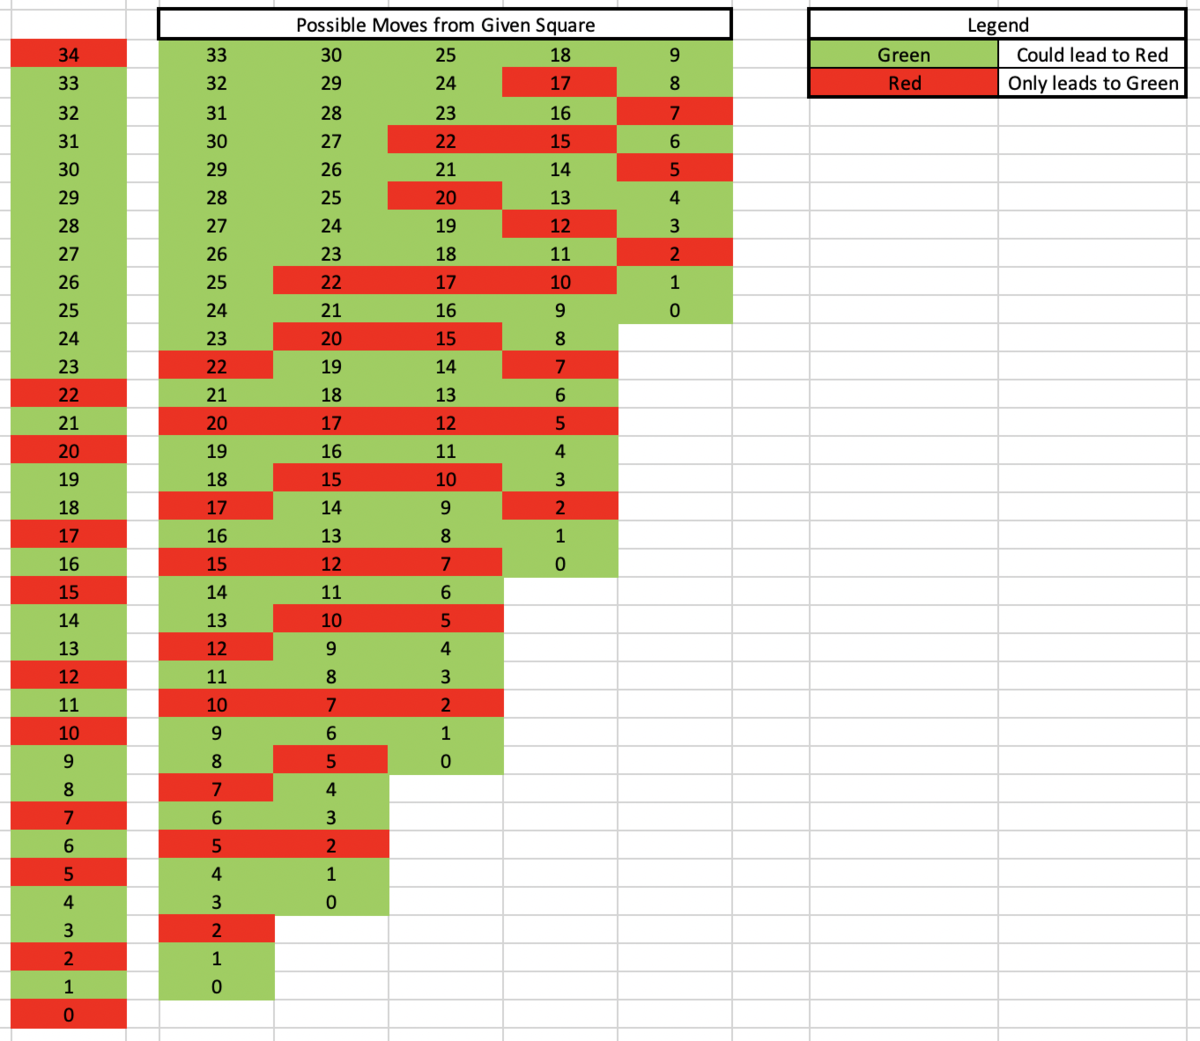 Possible Moves from Given Square Legend
34 33 30 25 18 9 Green Could lead to Red
33 32 29 24 17 8 Red Only leads to Green
32 31 28 23 16 7
31 30 27 22 15 6
30 29 26 21 14 5
29 28 25 20 13 4
28 27 24 19 12 3
27 26 23 18 11 2
26 25 22 17 10 1
25 24 21 16 9 0
24 23 20 15 8
23 22 19 14 7
22 21 18 13 6
21 20 17 12 5
20 19 16 11 4
19 18 15 10 3
18 17 14 9 2
17 16 13 8 1
16 15 12 7 0
15 14 11 6
14 13 10 5
13 12 9 4
12 11 8 3
11 10 7 2
10 9 6 1
9 8 5 0
8 7 4
7 6 3
6 5 2
5 4 1
4 3 0
3 2
2 1
1 0
0